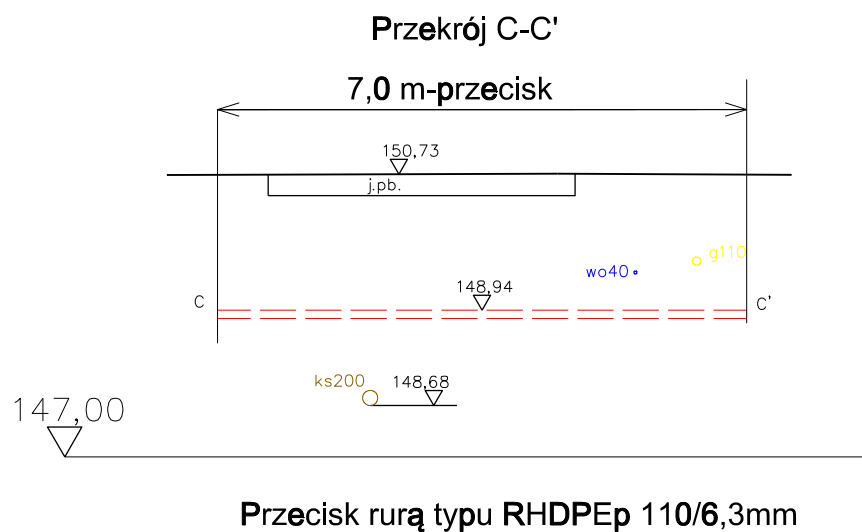 Przekrój C-C'
7,0 m-przecisk
150,73
j.pb.
g110
wo40
148,94
C
C'
ks200
148,68
147,00
Przecisk rurą typu RHDPEp 110/6,3mm